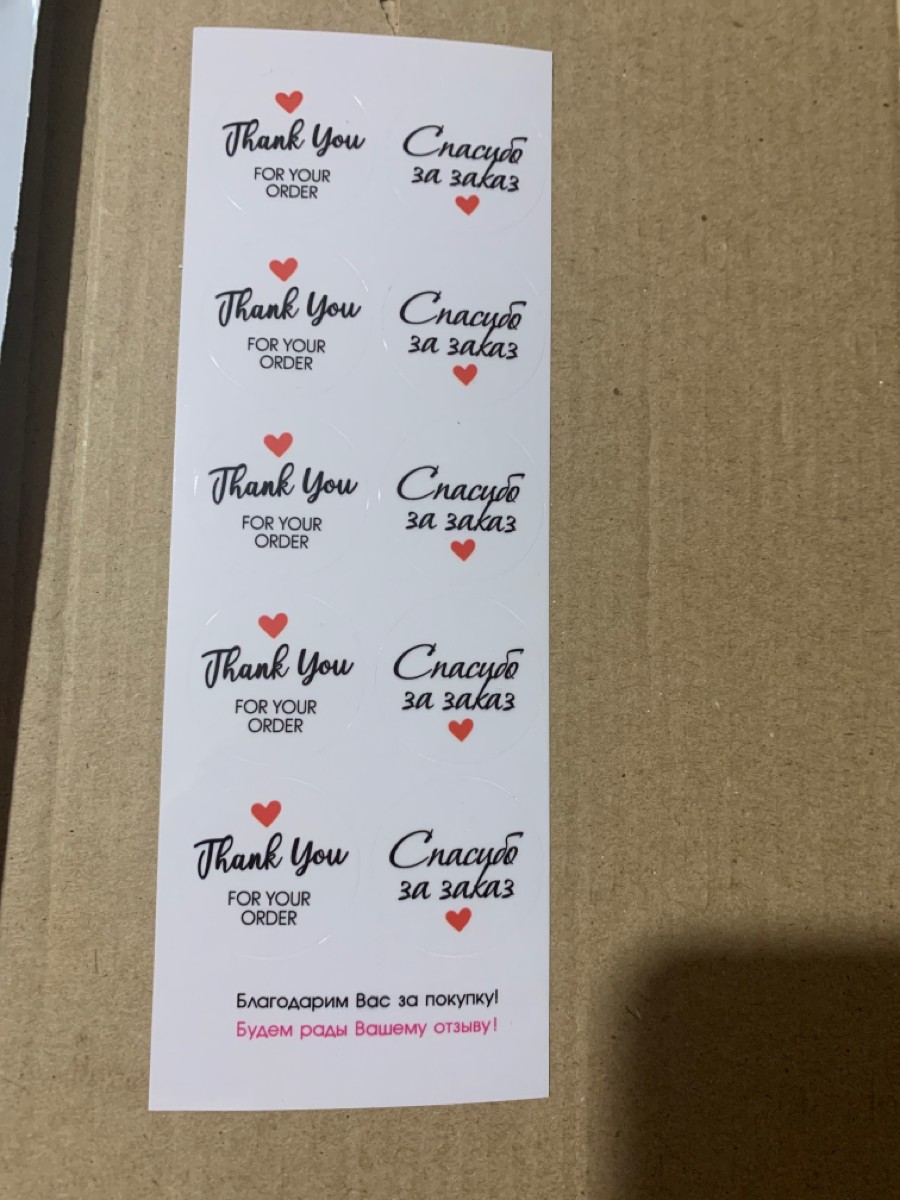 Thank You
FOR YOUR
ORDER
Спасибо
за заказ
Thank You
FOR YOUR
ORDER
Спасибо
за заказ
Thank You
FOR YOUR
ORDER
Спасибо
за заказ
Thank You
FOR YOUR
ORDER
Спасибо
за заказ
Thank You
FOR YOUR
ORDER
Спасибо
за заказ
Благодарим Вас за покупку!
Будем рады Вашему отзыву!